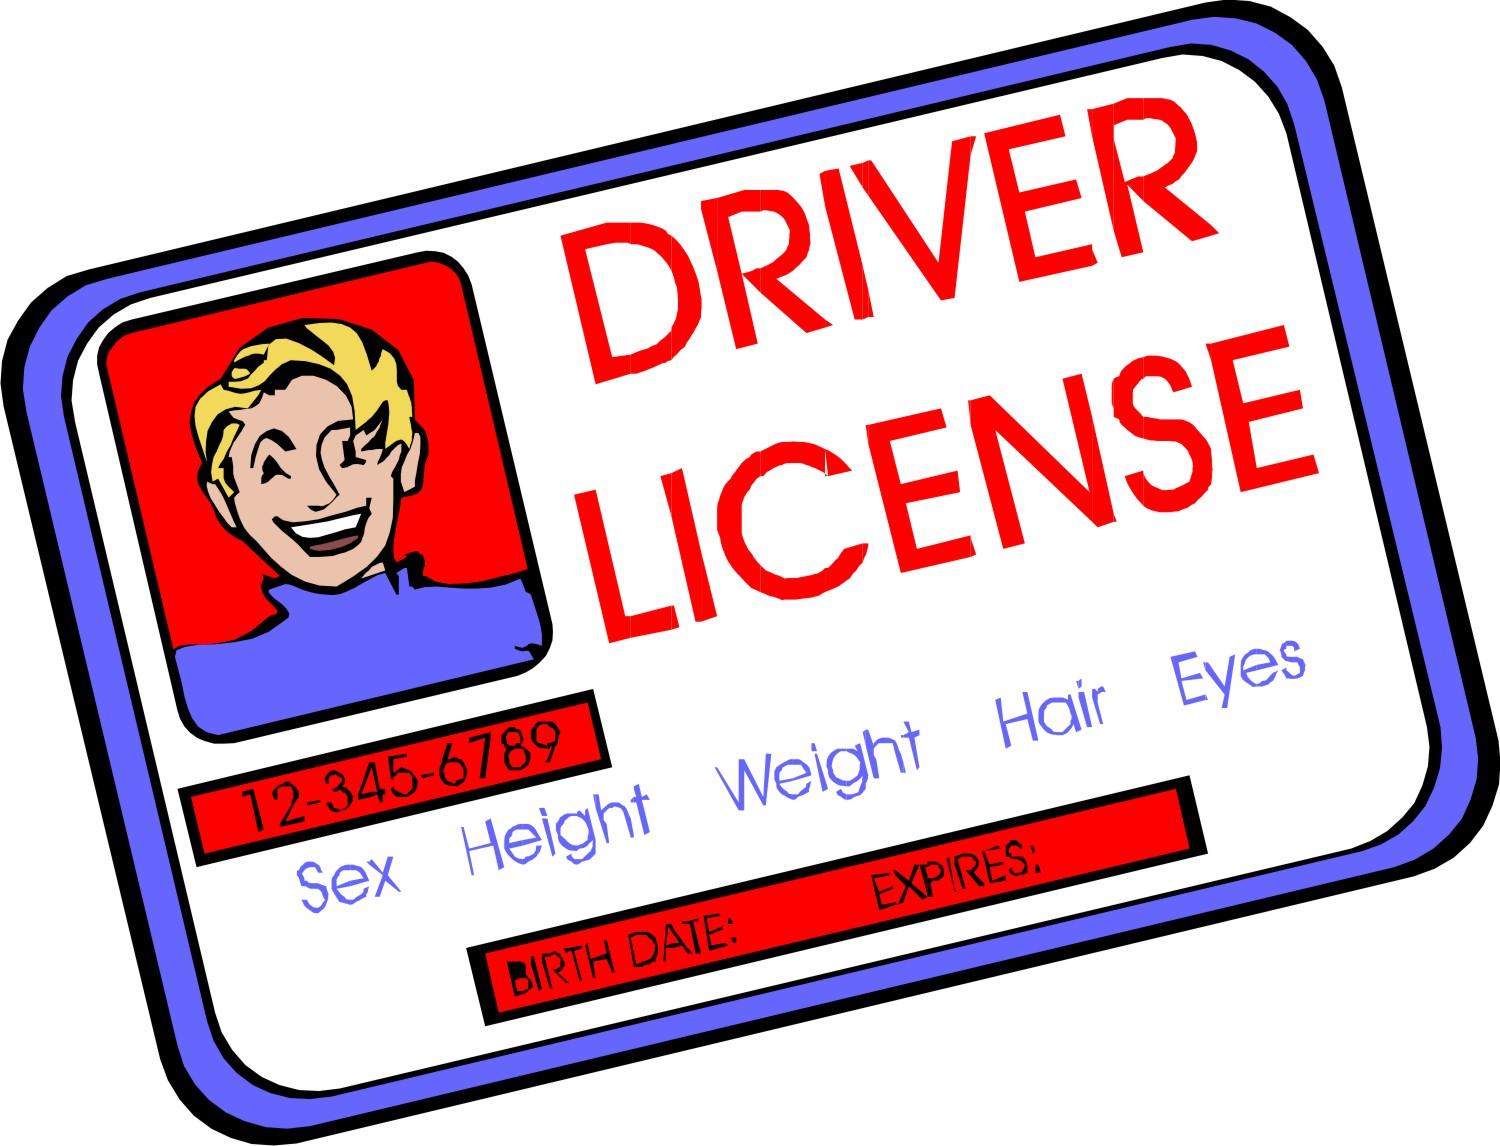 DRIVER
LICENSE
12-345-6789
Sex Height Weight Hair Eyes
BIRTH DATE: EXPIRES: